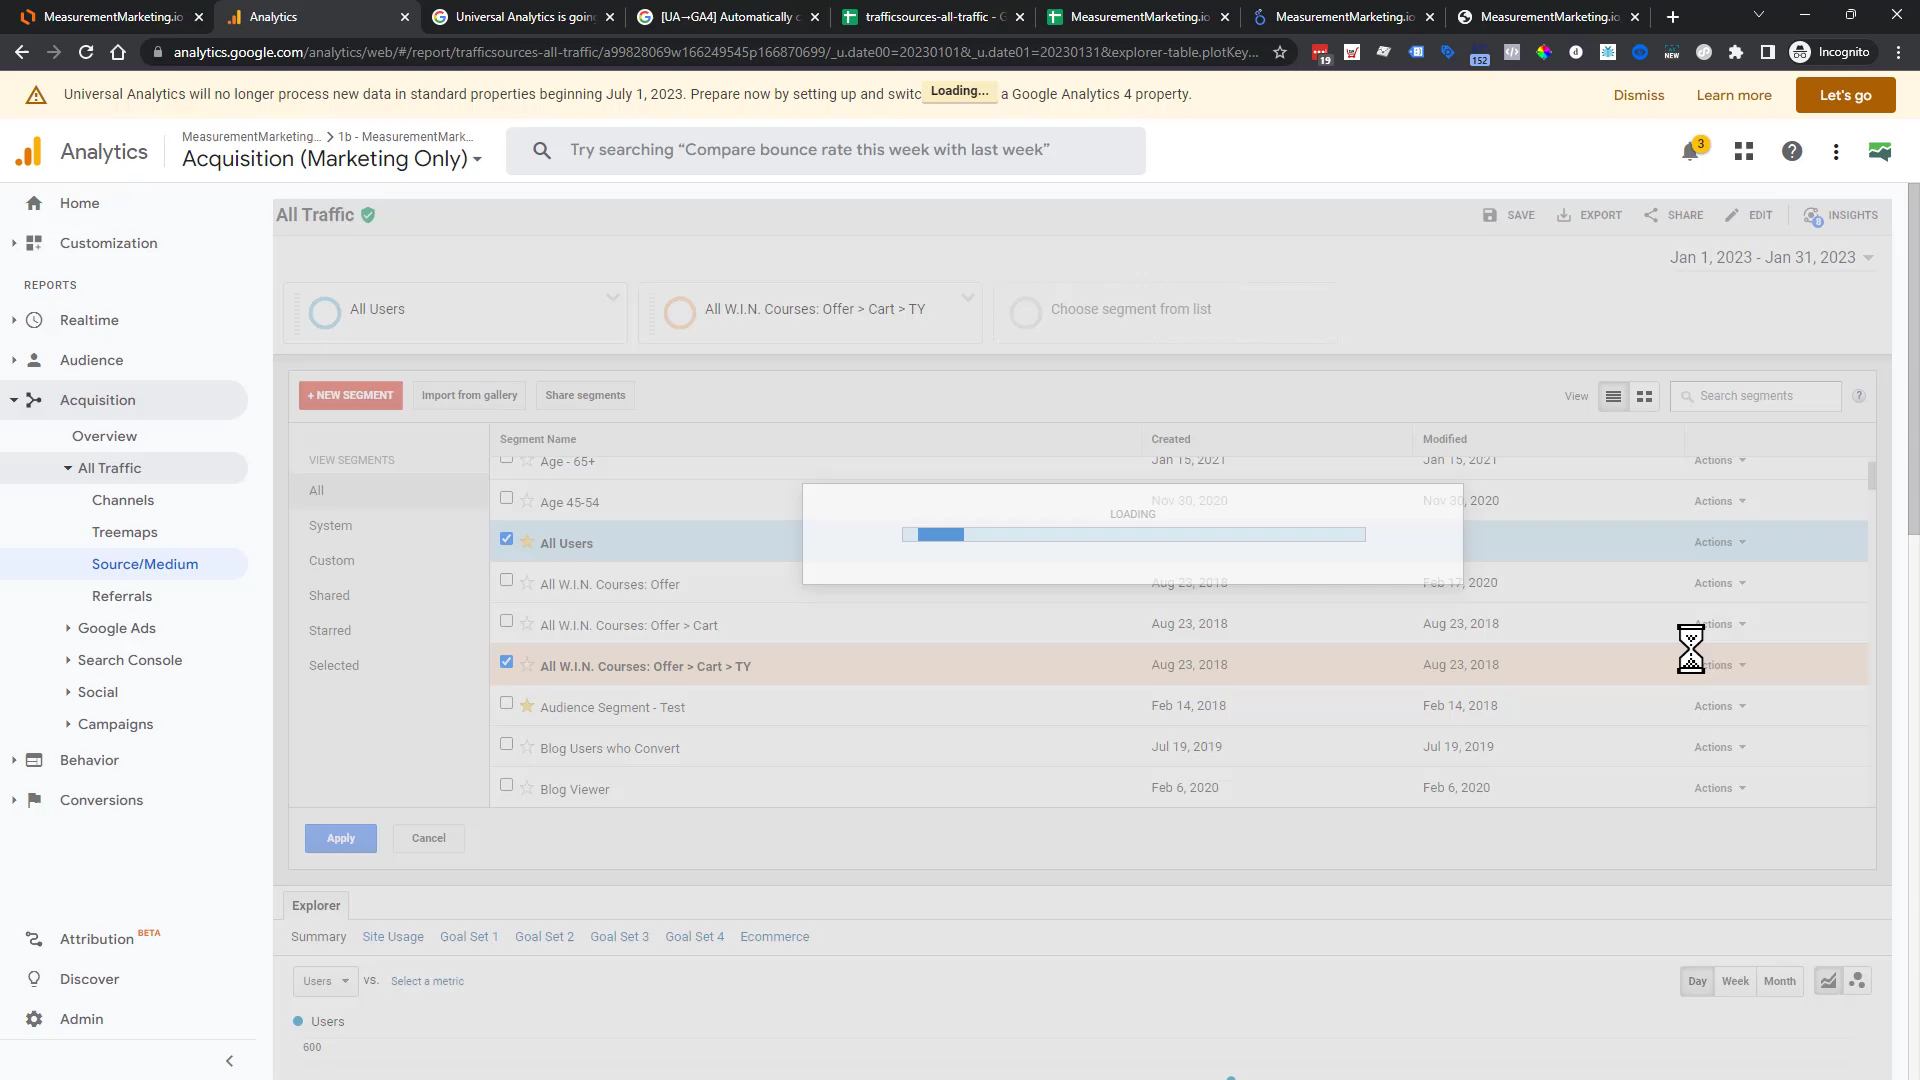 MeasurementMarketing.io
Analytics
Universal Analytics is goin
[UA→GA4] Automatically c
trafficsources-all-traffic - G
MeasurementMarketing.io
MeasurementMarketing.io
MeasurementMarketing.io
analytics.google.com/analytics/web/#/report/trafficsources-all-traffic/a99828069w166249545p166870699/_u.date00=20230101&_u.date01=20230131&explorer-table.plotKey...
19
152
NEW
Incognito
Universal Analytics will no longer process new data in standard properties beginning July 1, 2023. Prepare now by setting up and switc
Loading...
a Google Analytics 4 property.
Dismiss
Learn more
Let's go
Analytics
MeasurementMarketing... > 1b - MeasurementMark...
Acquisition (Marketing Only)
Try searching “Compare bounce rate this week with last week”
3
Home
Customization
REPORTS
Realtime
Audience
Acquisition
Overview
All Traffic
Channels
Treemaps
Source/Medium
Referrals
Google Ads
Search Console
Social
Campaigns
Behavior
Conversions
Attribution BETA
Discover
Admin
All Traffic
SAVE
EXPORT
SHARE
EDIT
INSIGHTS
Jan 1, 2023 - Jan 31, 2023
All Users
All W.I.N. Courses: Offer > Cart > TY
Choose segment from list
+ NEW SEGMENT
Import from gallery
Share segments
View
Search segments
?
VIEW SEGMENTS
All
System
Custom
Shared
Starred
Selected
Segment Name Created Modified
Age - 65+ Jan 15, 2021 Jan 15, 2021 Actions
Age 45-54 Nov 30, 2020 Nov 30, 2020 Actions
LOADING
All Users Actions
All W.I.N. Courses: Offer Aug 23, 2018 Feb 17, 2020 Actions
All W.I.N. Courses: Offer > Cart Aug 23, 2018 Aug 23, 2018 Actions
All W.I.N. Courses: Offer > Cart > TY Aug 23, 2018 Aug 23, 2018 Actions
Audience Segment - Test Feb 14, 2018 Feb 14, 2018 Actions
Blog Users who Convert Jul 19, 2019 Jul 19, 2019 Actions
Blog Viewer Feb 6, 2020 Feb 6, 2020 Actions
Apply
Cancel
Explorer
Summary
Site Usage
Goal Set 1
Goal Set 2
Goal Set 3
Goal Set 4
Ecommerce
Users
VS.
Select a metric
Day
Week
Month
Users
600